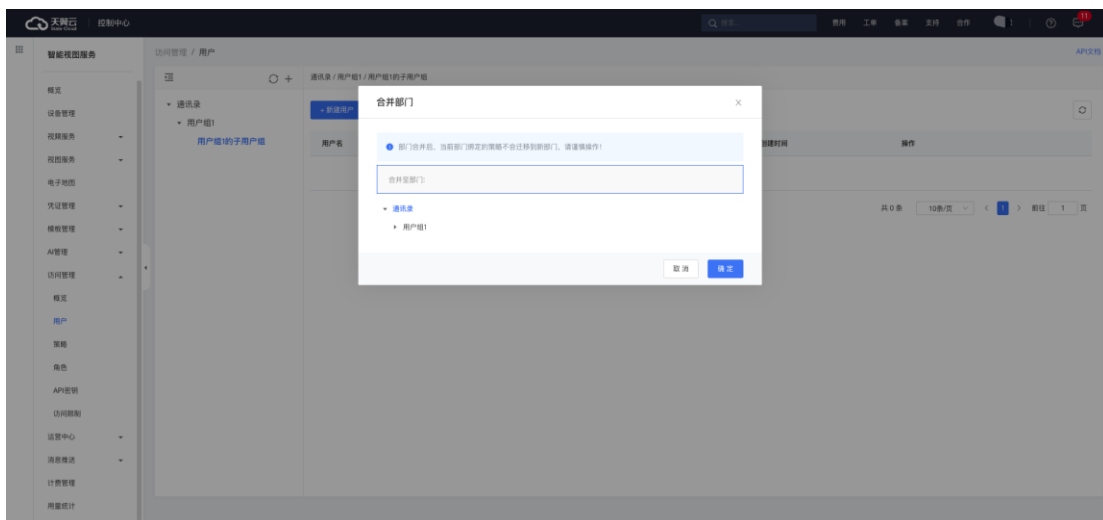 天翼云 控制中心
搜索...
费用 工单 备案 支持 合作
11
智能视图服务
访问管理 / 用户
API文档
概览
设备管理
视频服务
视图服务
电子地图
凭证管理
模板管理
AI管理
访问管理
概览
用户
策略
角色
API密钥
访问限制
运营中心
消息推送
计费管理
用量统计
通讯录
用户组1
用户组1的子用户组
通讯录 / 用户组1 / 用户组1的子用户组
+ 新建用户
用户名
创建时间
操作
共 0 条 10条/页 < 1 > 前往 1 页
合并部门
部门合并后，当前部门绑定的策略不会迁移到新部门，请谨慎操作！
合并至部门:
通讯录
用户组1
取 消 确 定